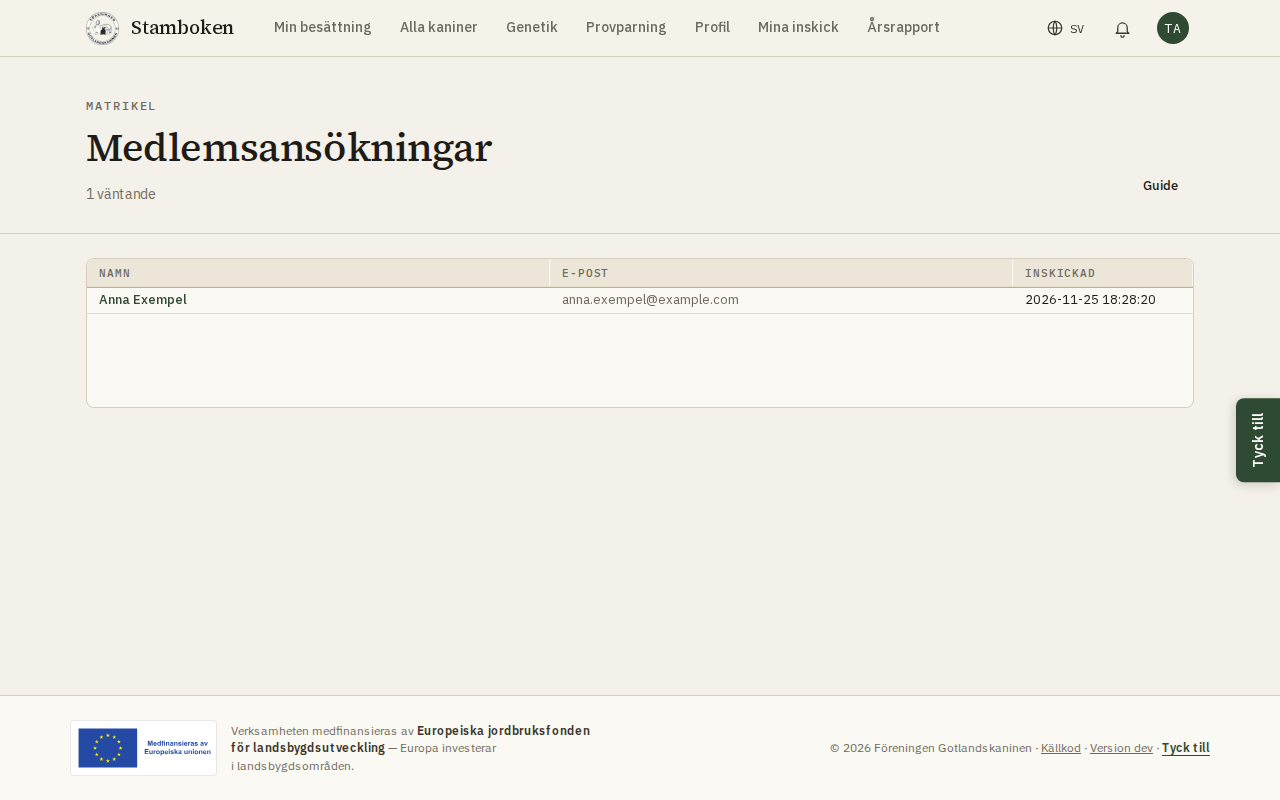 Stamboken
Min besättning
Alla kaniner
Genetik
Provparning
Profil
Mina inskick
Årsrapport
SV
TA
MATRIKEL
Medlemsansökningar
1 väntande
Guide
NAMN
E-POST
INSKICKAD
Anna Exempel
anna.exempel@example.com
2026-11-25 18:28:20
Tyck till
Medfinansieras av
Europeiska unionen
Verksamheten medfinansieras av Europeiska jordbruksfonden
för landsbygdsutveckling — Europa investerar
i landsbygdsområden.
© 2026 Föreningen Gotlandskaninen · Källkod · Version dev · Tyck till